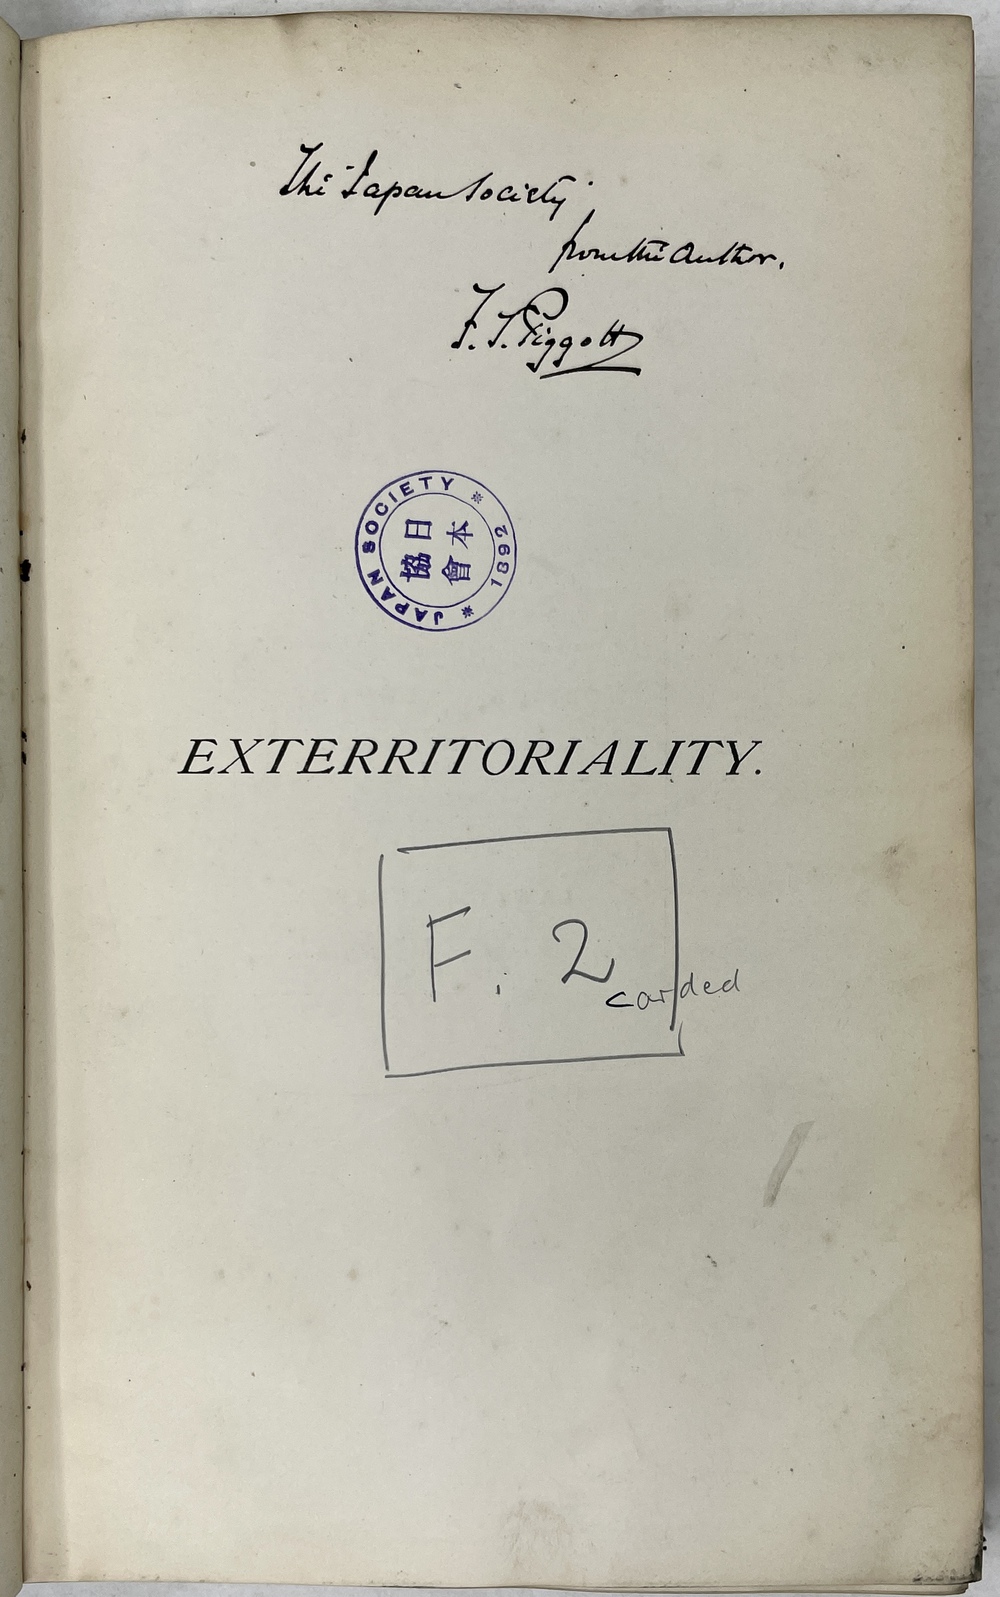 The Japan Society
from the Author.
F. T. Piggott
JAPAN SOCIETY * 1892 *
日本
協會
EXTERRITORIALITY.
F. 2
carded